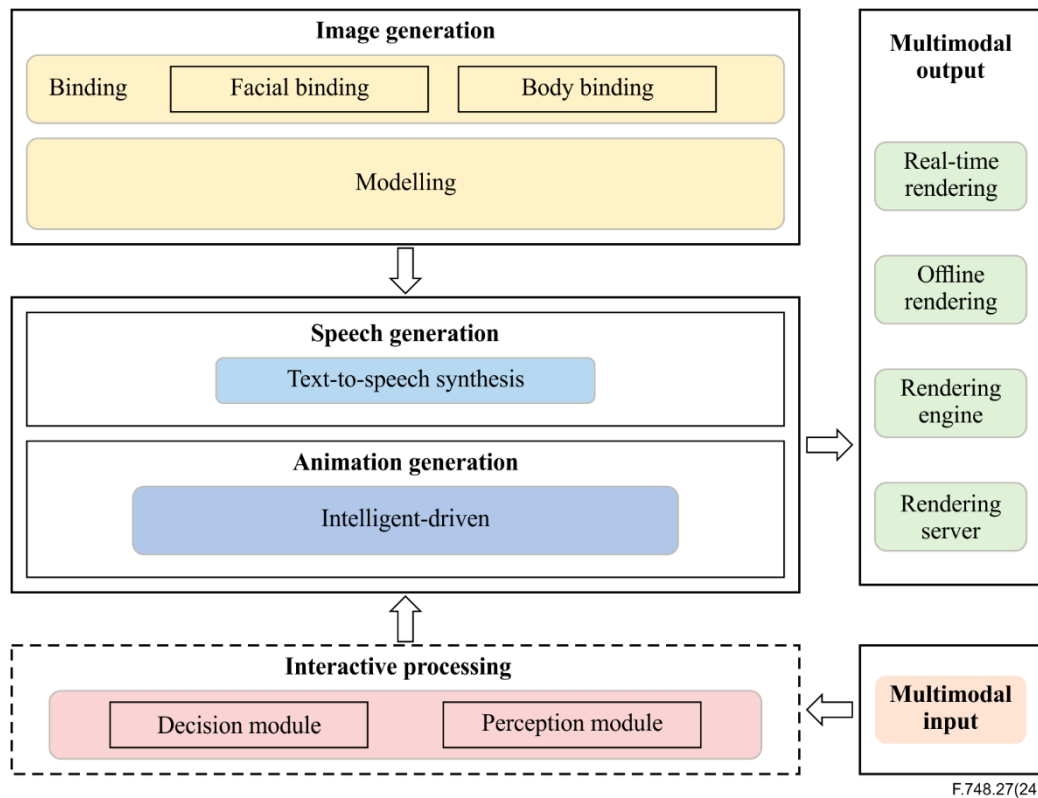 Image generation
Binding
Facial binding
Body binding
Modelling
Speech generation
Text-to-speech synthesis
Animation generation
Intelligent-driven
Interactive processing
Decision module
Perception module
Multimodal
output
Real-time
rendering
Offline
rendering
Rendering
engine
Rendering
server
Multimodal
input
F.748.27(24